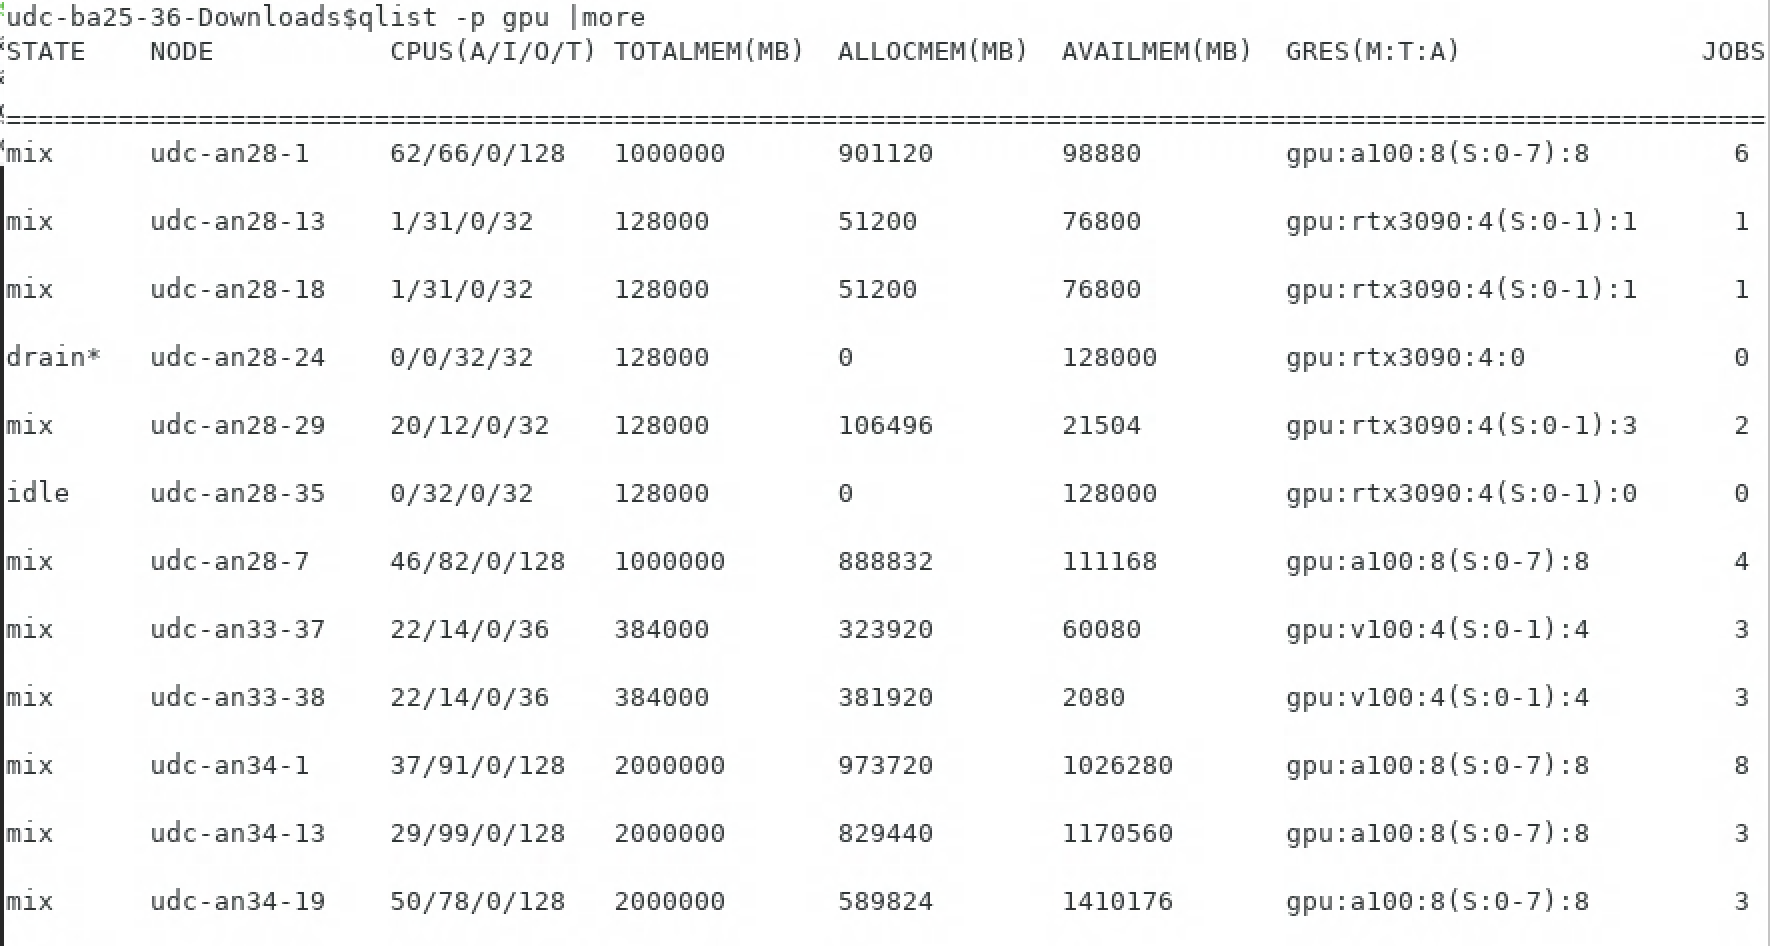 udc-ba25-36-Downloads$qlist -p gpu |more
STATE NODE CPUS(A/I/O/T) TOTALMEM(MB) ALLOCMEM(MB) AVAILMEM(MB) GRES(M:T:A) JOBS
====================================================================================================
mix udc-an28-1 62/66/0/128 1000000 901120 98880 gpu:a100:8(S:0-7):8 6
mix udc-an28-13 1/31/0/32 128000 51200 76800 gpu:rtx3090:4(S:0-1):1 1
mix udc-an28-18 1/31/0/32 128000 51200 76800 gpu:rtx3090:4(S:0-1):1 1
drain* udc-an28-24 0/0/32/32 128000 0 128000 gpu:rtx3090:4:0 0
mix udc-an28-29 20/12/0/32 128000 106496 21504 gpu:rtx3090:4(S:0-1):3 2
idle udc-an28-35 0/32/0/32 128000 0 128000 gpu:rtx3090:4(S:0-1):0 0
mix udc-an28-7 46/82/0/128 1000000 888832 111168 gpu:a100:8(S:0-7):8 4
mix udc-an33-37 22/14/0/36 384000 323920 60080 gpu:v100:4(S:0-1):4 3
mix udc-an33-38 22/14/0/36 384000 381920 2080 gpu:v100:4(S:0-1):4 3
mix udc-an34-1 37/91/0/128 2000000 973720 1026280 gpu:a100:8(S:0-7):8 8
mix udc-an34-13 29/99/0/128 2000000 829440 1170560 gpu:a100:8(S:0-7):8 3
mix udc-an34-19 50/78/0/128 2000000 589824 1410176 gpu:a100:8(S:0-7):8 3